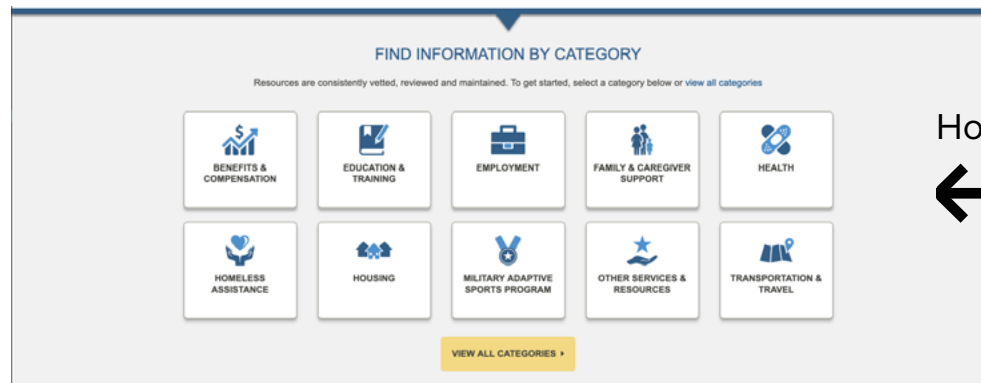 FIND INFORMATION BY CATEGORY
Resources are consistently vetted, reviewed and maintained. To get started, select a category below or view all categories
BENEFITS &
COMPENSATION
EDUCATION &
TRAINING
EMPLOYMENT
FAMILY & CAREGIVER
SUPPORT
HEALTH
HOMELESS
ASSISTANCE
HOUSING
MILITARY ADAPTIVE
SPORTS PROGRAM
OTHER SERVICES &
RESOURCES
TRANSPORTATION &
TRAVEL
VIEW ALL CATEGORIES